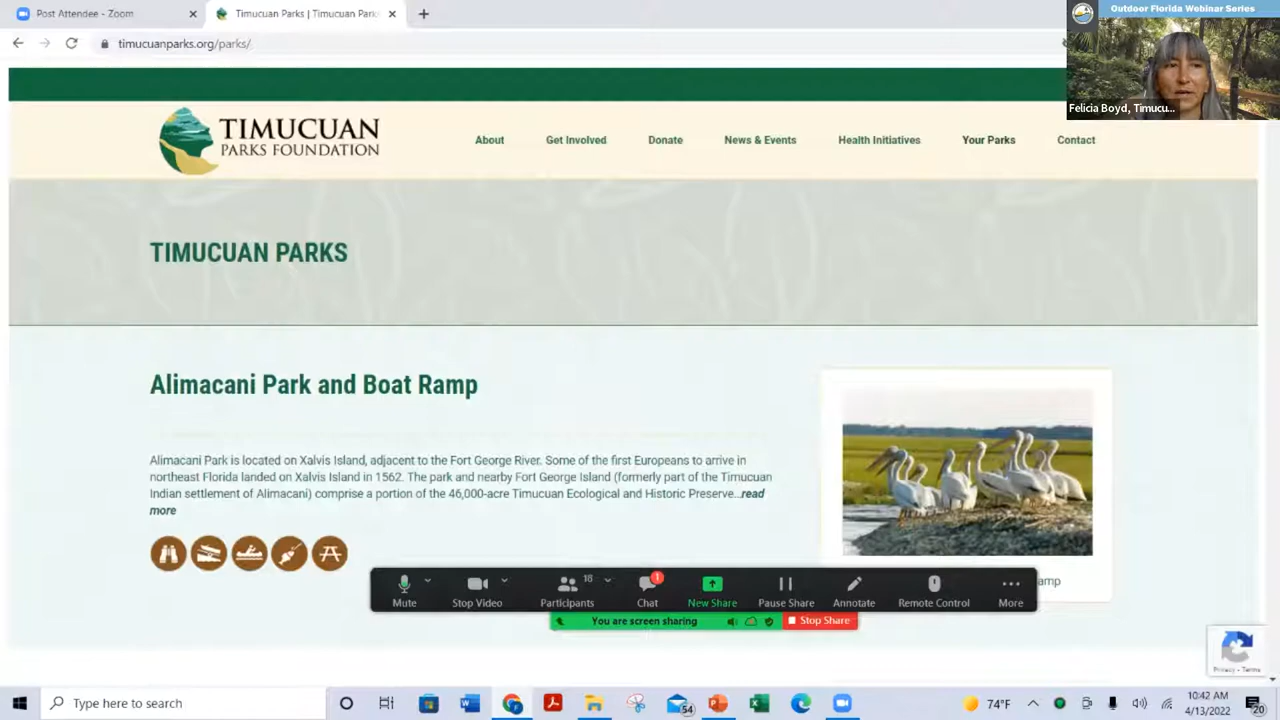 Post Attendee - Zoom
Timucuan Parks | Timucuan Park
Outdoor Florida Webinar Series
timucuanparks.org/parks/
Felicia Boyd, Timucu...
TIMUCUAN
PARKS FOUNDATION
About
Get Involved
Donate
News & Events
Health Initiatives
Your Parks
Contact
TIMUCUAN PARKS
Alimacani Park and Boat Ramp
Alimacani Park is located on Xalvis Island, adjacent to the Fort George River. Some of the first Europeans to arrive in
northeast Florida landed on Xalvis Island in 1562. The park and nearby Fort George Island (formerly part of the Timucuan
Indian settlement of Alimacani) comprise a portion of the 46,000-acre Timucuan Ecological and Historic Preserve...read
more
amp
16
1
Mute
Stop Video
Participants
Chat
New Share
Pause Share
Annotate
Remote Control
More
You are screen sharing
Stop Share
Privacy - Terms
Type here to search
54
74°F
10:42 AM
4/13/2022
20